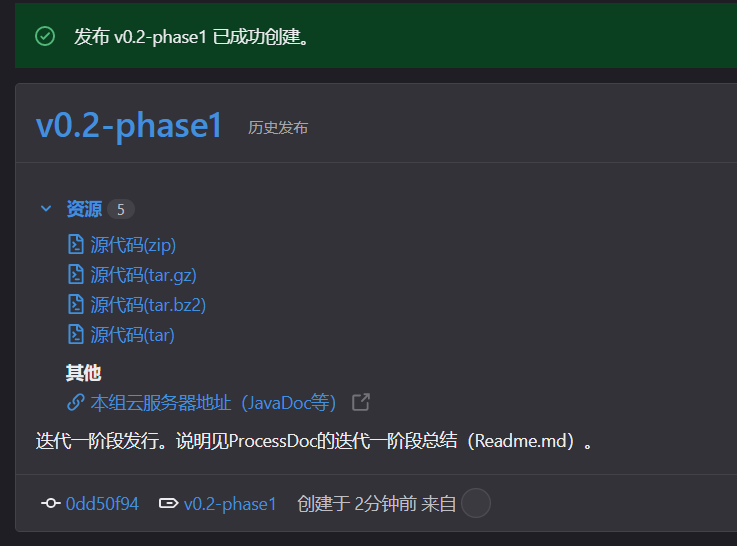 发布 v0.2-phase1 已成功创建。
v0.2-phase1 历史发布
资源 5
源代码(zip)
源代码(tar.gz)
源代码(tar.bz2)
源代码(tar)
其他
本组云服务器地址（JavaDoc等）
迭代一阶段发行。说明见ProcessDoc的迭代一阶段总结（Readme.md）。
0dd50f94 v0.2-phase1 创建于 2分钟前 来自